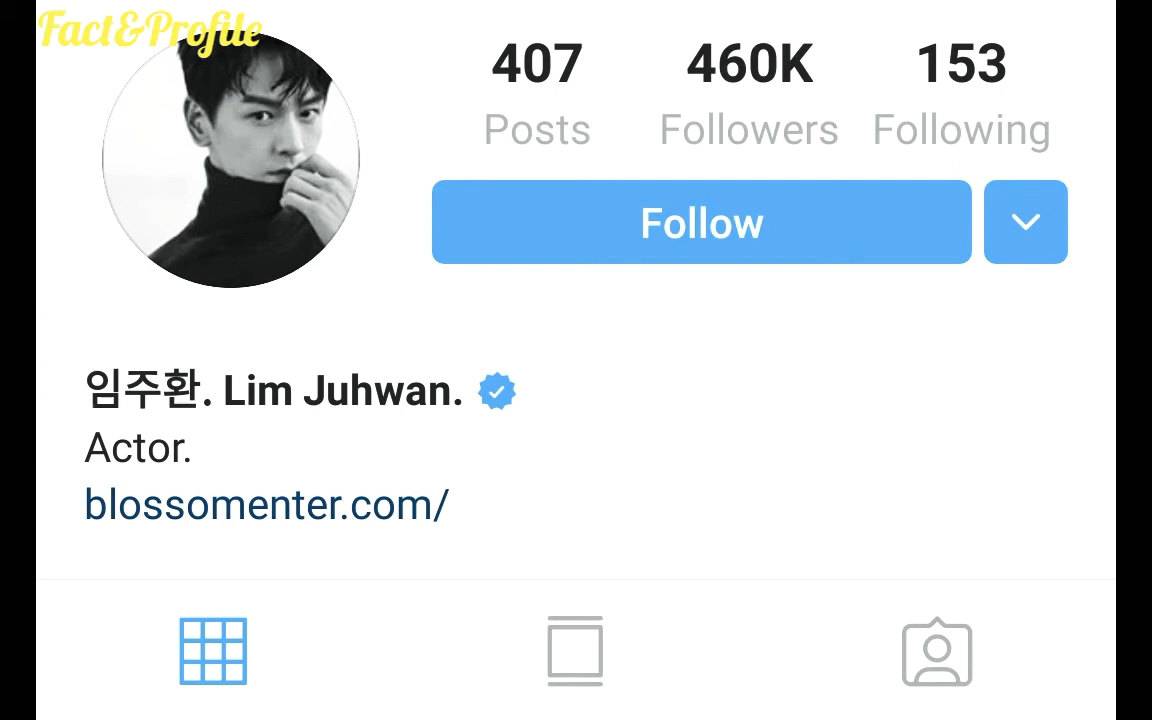 Fact&Profile
407 460K 153
Posts Followers Following
Follow
임주환. Lim Juhwan.
Actor.
blossomenter.com/